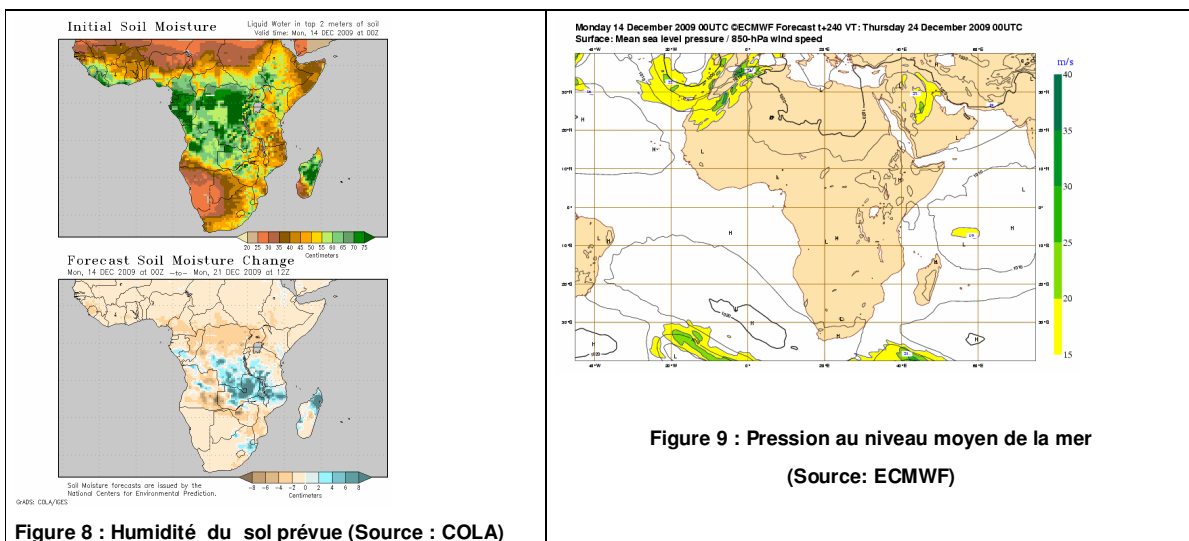 Initial Soil Moisture
Liquid Water in top 2 meters of soil
Valid time: Mon, 14 DEC 2009 at 00Z
20 25 30 35 40 45 50 55 60 65 70 75
Centimeters
Forecast Soil Moisture Change
Mon, 14 DEC 2009 at 00Z -to- Mon, 21 DEC 2009 at 12Z
-8 -6 -4 -2 0 2 4 6 8
Centimeters
Soil Moisture forecasts are issued by the
National Centers for Environmental Prediction.
GrADS: COLA/IGES
Figure 8 : Humidité du sol prévue (Source : COLA)
Monday 14 December 2009 00UTC ©ECMWF Forecast t+240 VT: Thursday 24 December 2009 00UTC
Surface: Mean sea level pressure / 850-hPa wind speed
m/s
40
35
30
25
20
15
Figure 9 : Pression au niveau moyen de la mer
(Source: ECMWF)